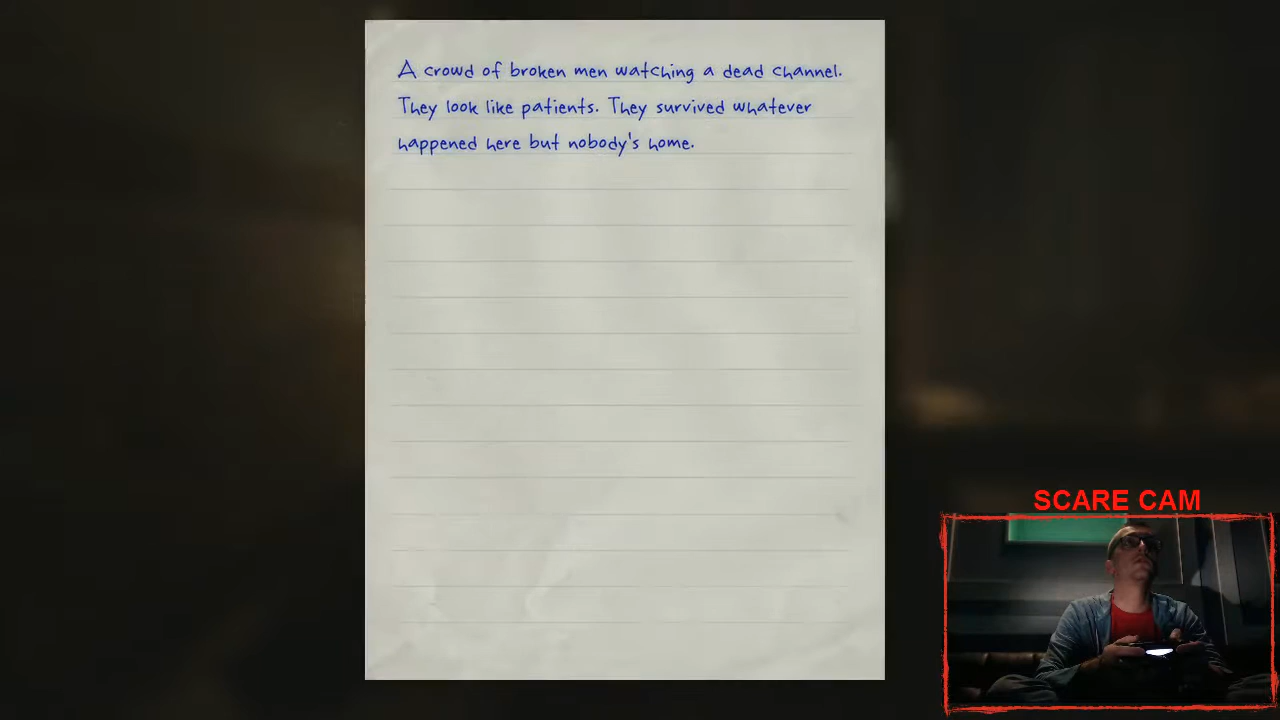 A crowd of broken men watching a dead channel.
They look like patients. They survived whatever
happened here but nobody's home.
SCARE CAM